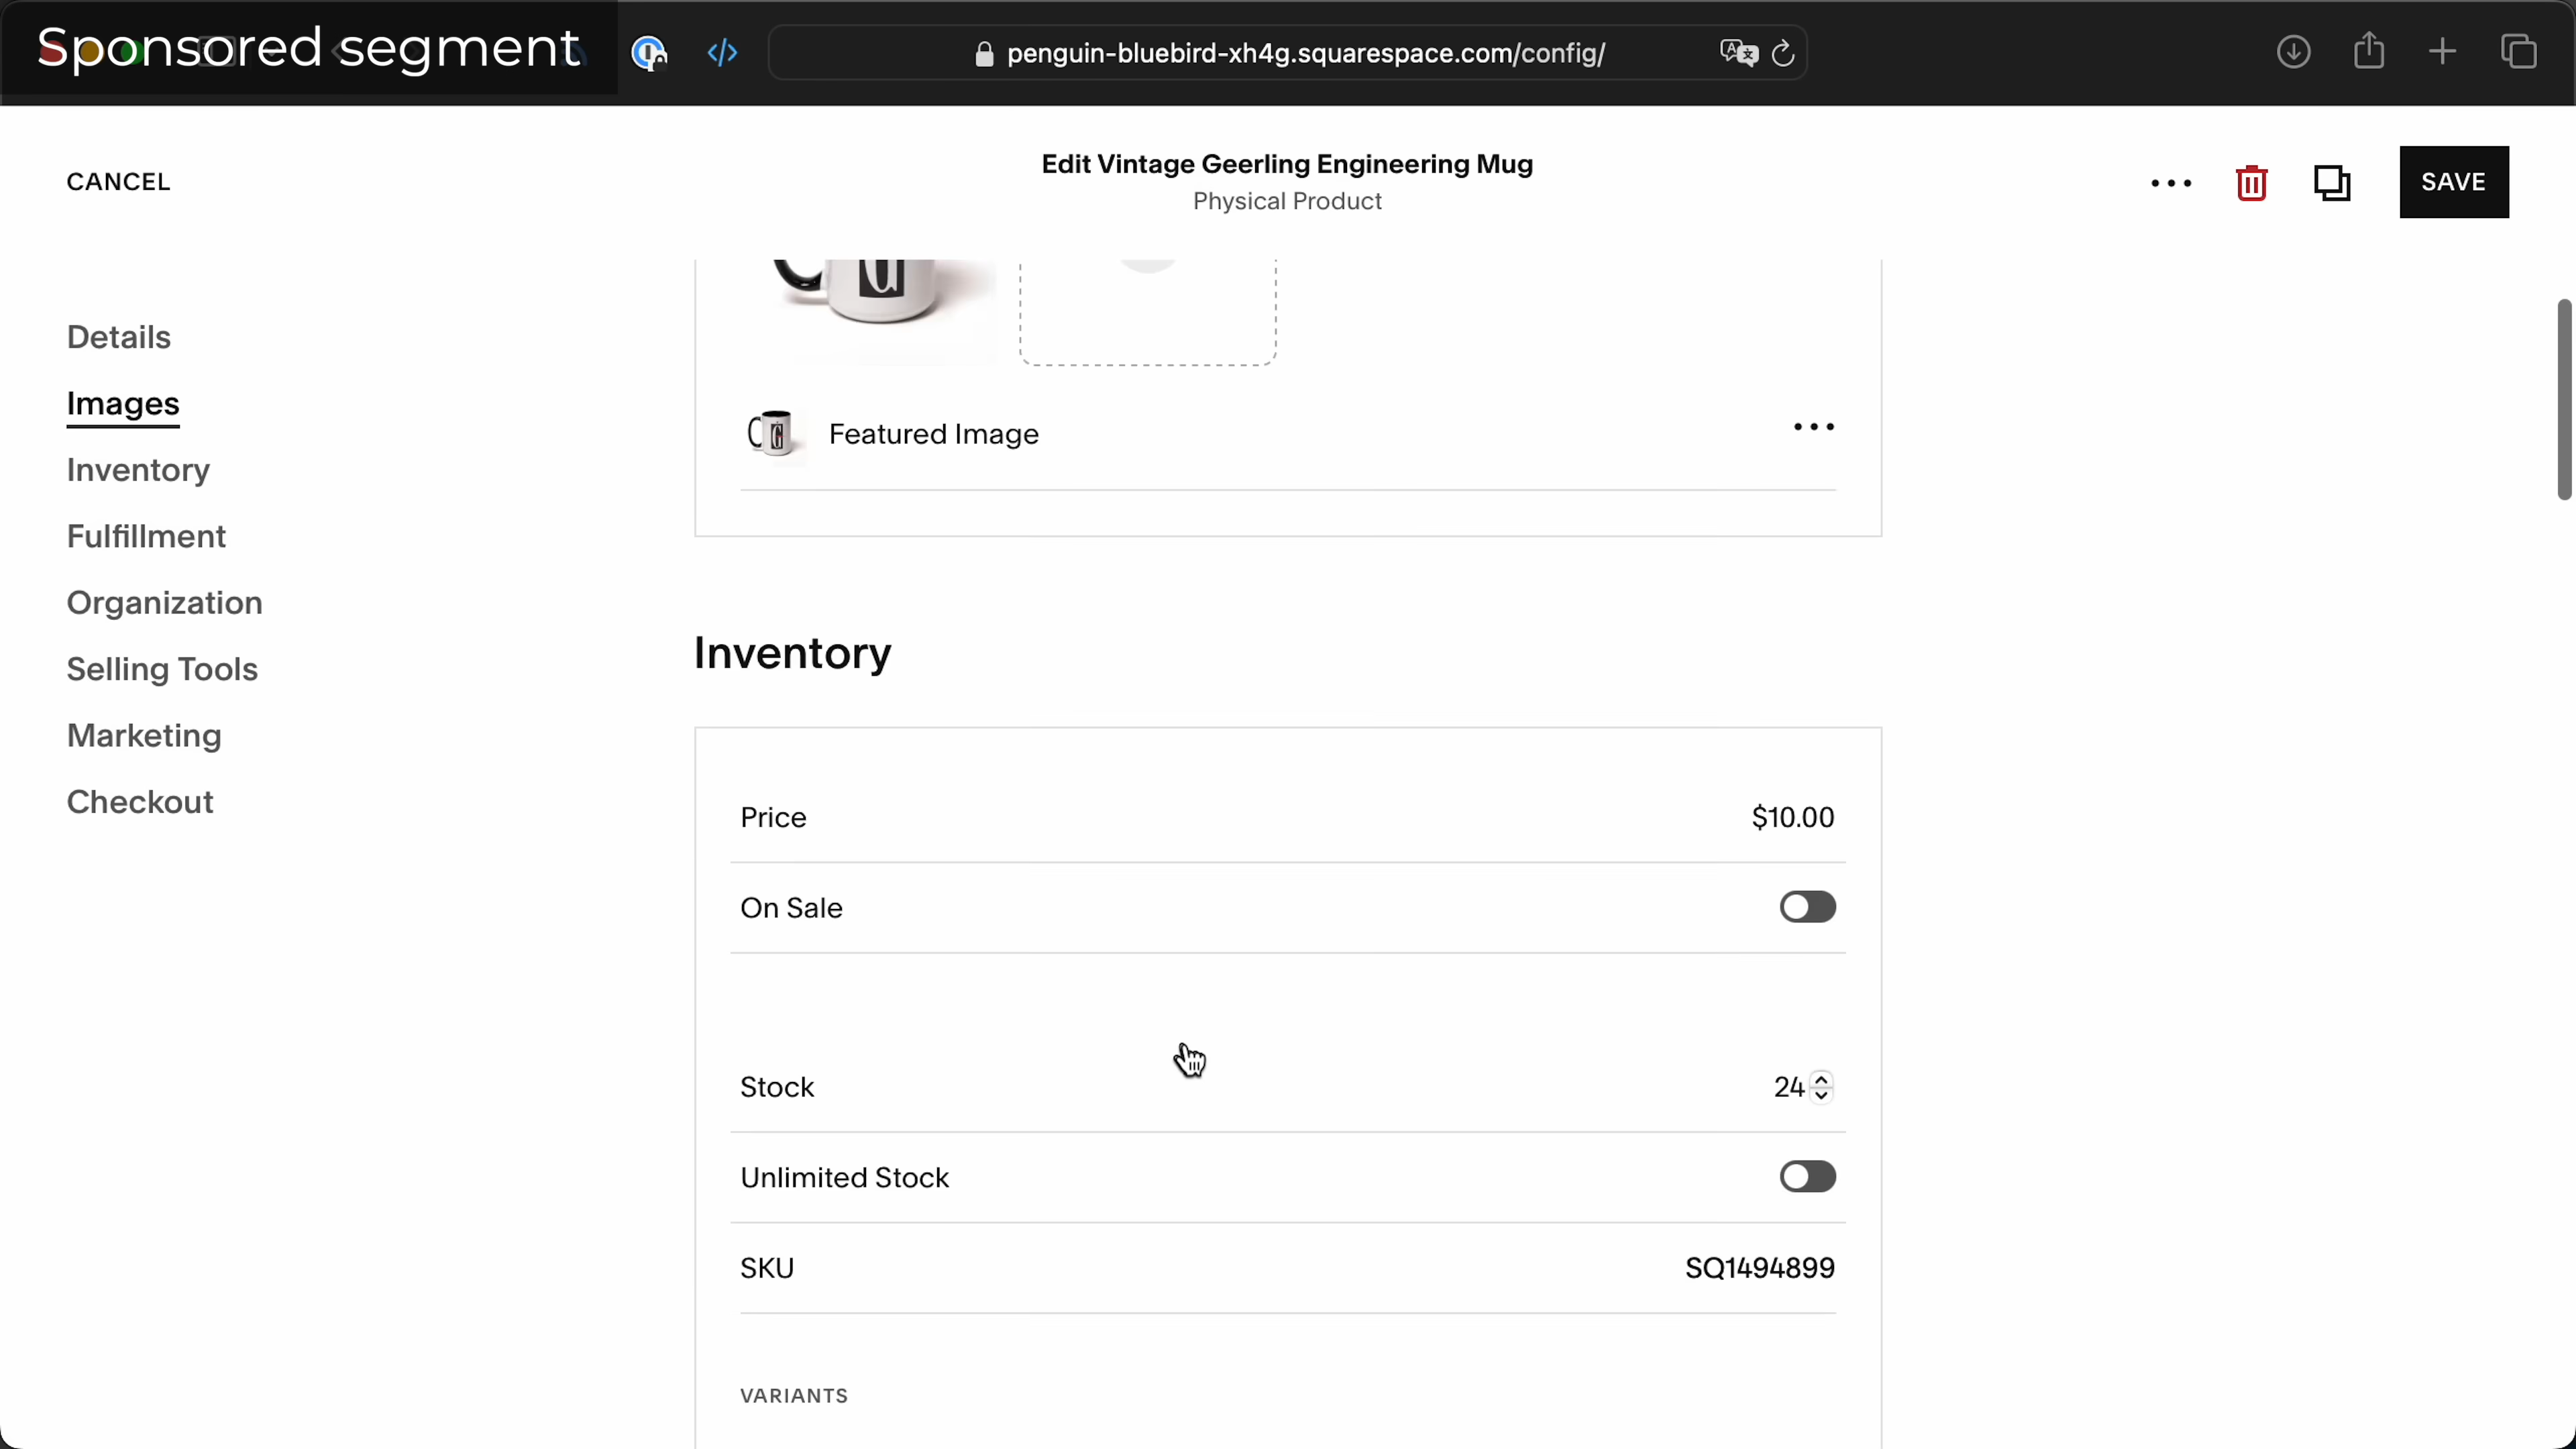 Sponsored segment
penguin-bluebird-xh4g.squarespace.com/config/
CANCEL
Edit Vintage Geerling Engineering Mug
Physical Product
SAVE
Details
Images
Inventory
Fulfillment
Organization
Selling Tools
Marketing
Checkout
Featured Image
Inventory
Price $10.00
On Sale
Stock 24
Unlimited Stock
SKU SQ1494899
VARIANTS